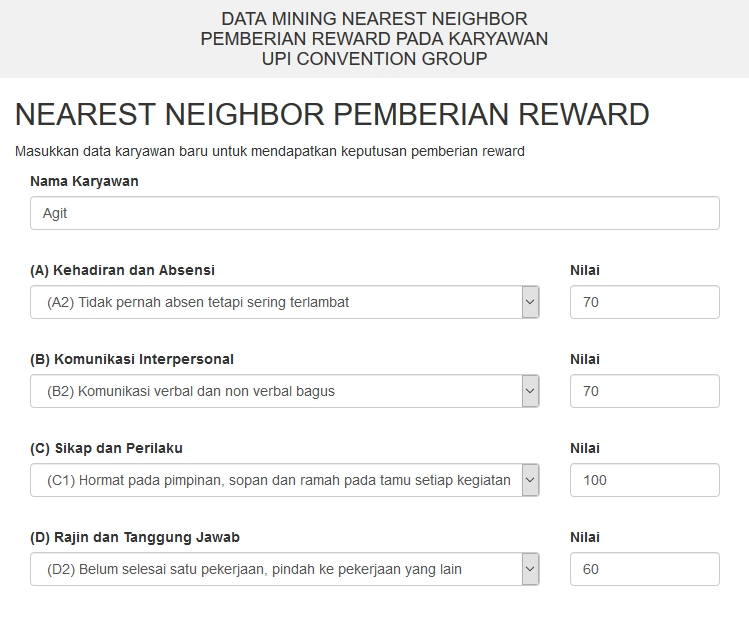 DATA MINING NEAREST NEIGHBOR
PEMBERIAN REWARD PADA KARYAWAN
UPI CONVENTION GROUP
NEAREST NEIGHBOR PEMBERIAN REWARD
Masukkan data karyawan baru untuk mendapatkan keputusan pemberian reward
Nama Karyawan
Agit
(A) Kehadiran dan Absensi Nilai
(A2) Tidak pernah absen tetapi sering terlambat 70
(B) Komunikasi Interpersonal Nilai
(B2) Komunikasi verbal dan non verbal bagus 70
(C) Sikap dan Perilaku Nilai
(C1) Hormat pada pimpinan, sopan dan ramah pada tamu setiap kegiatan 100
(D) Rajin dan Tanggung Jawab Nilai
(D2) Belum selesai satu pekerjaan, pindah ke pekerjaan yang lain 60